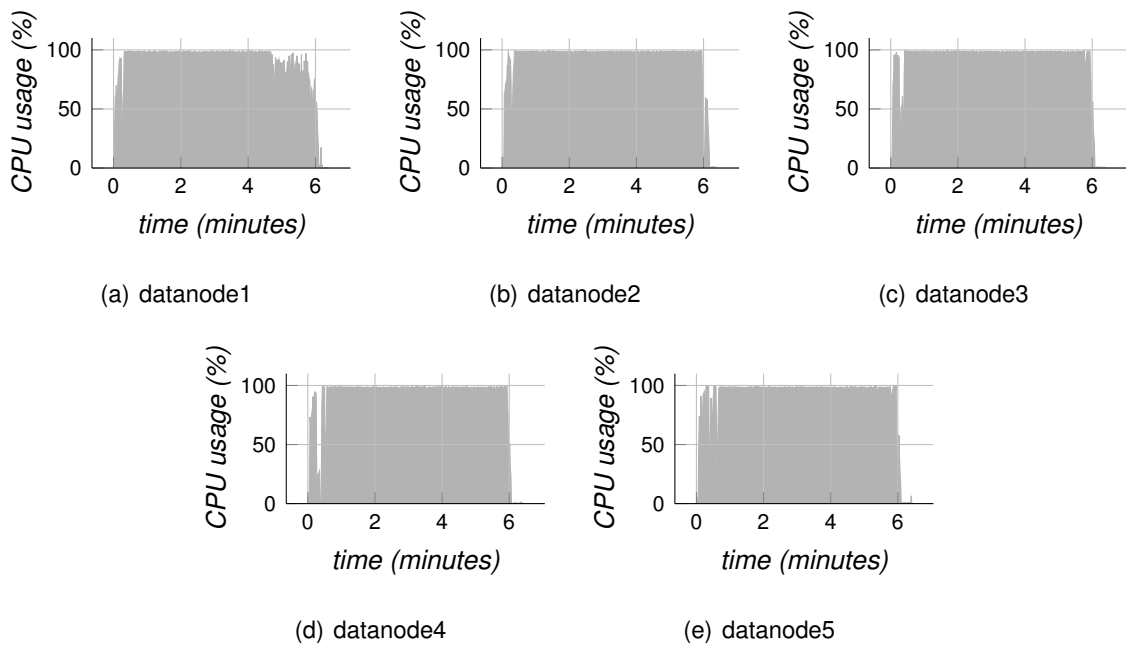 CPU usage (%)
100
50
0
0 2 4 6
time (minutes)
(a) datanode1
CPU usage (%)
100
50
0
0 2 4 6
time (minutes)
(b) datanode2
CPU usage (%)
100
50
0
0 2 4 6
time (minutes)
(c) datanode3
CPU usage (%)
100
50
0
0 2 4 6
time (minutes)
(d) datanode4
CPU usage (%)
100
50
0
0 2 4 6
time (minutes)
(e) datanode5